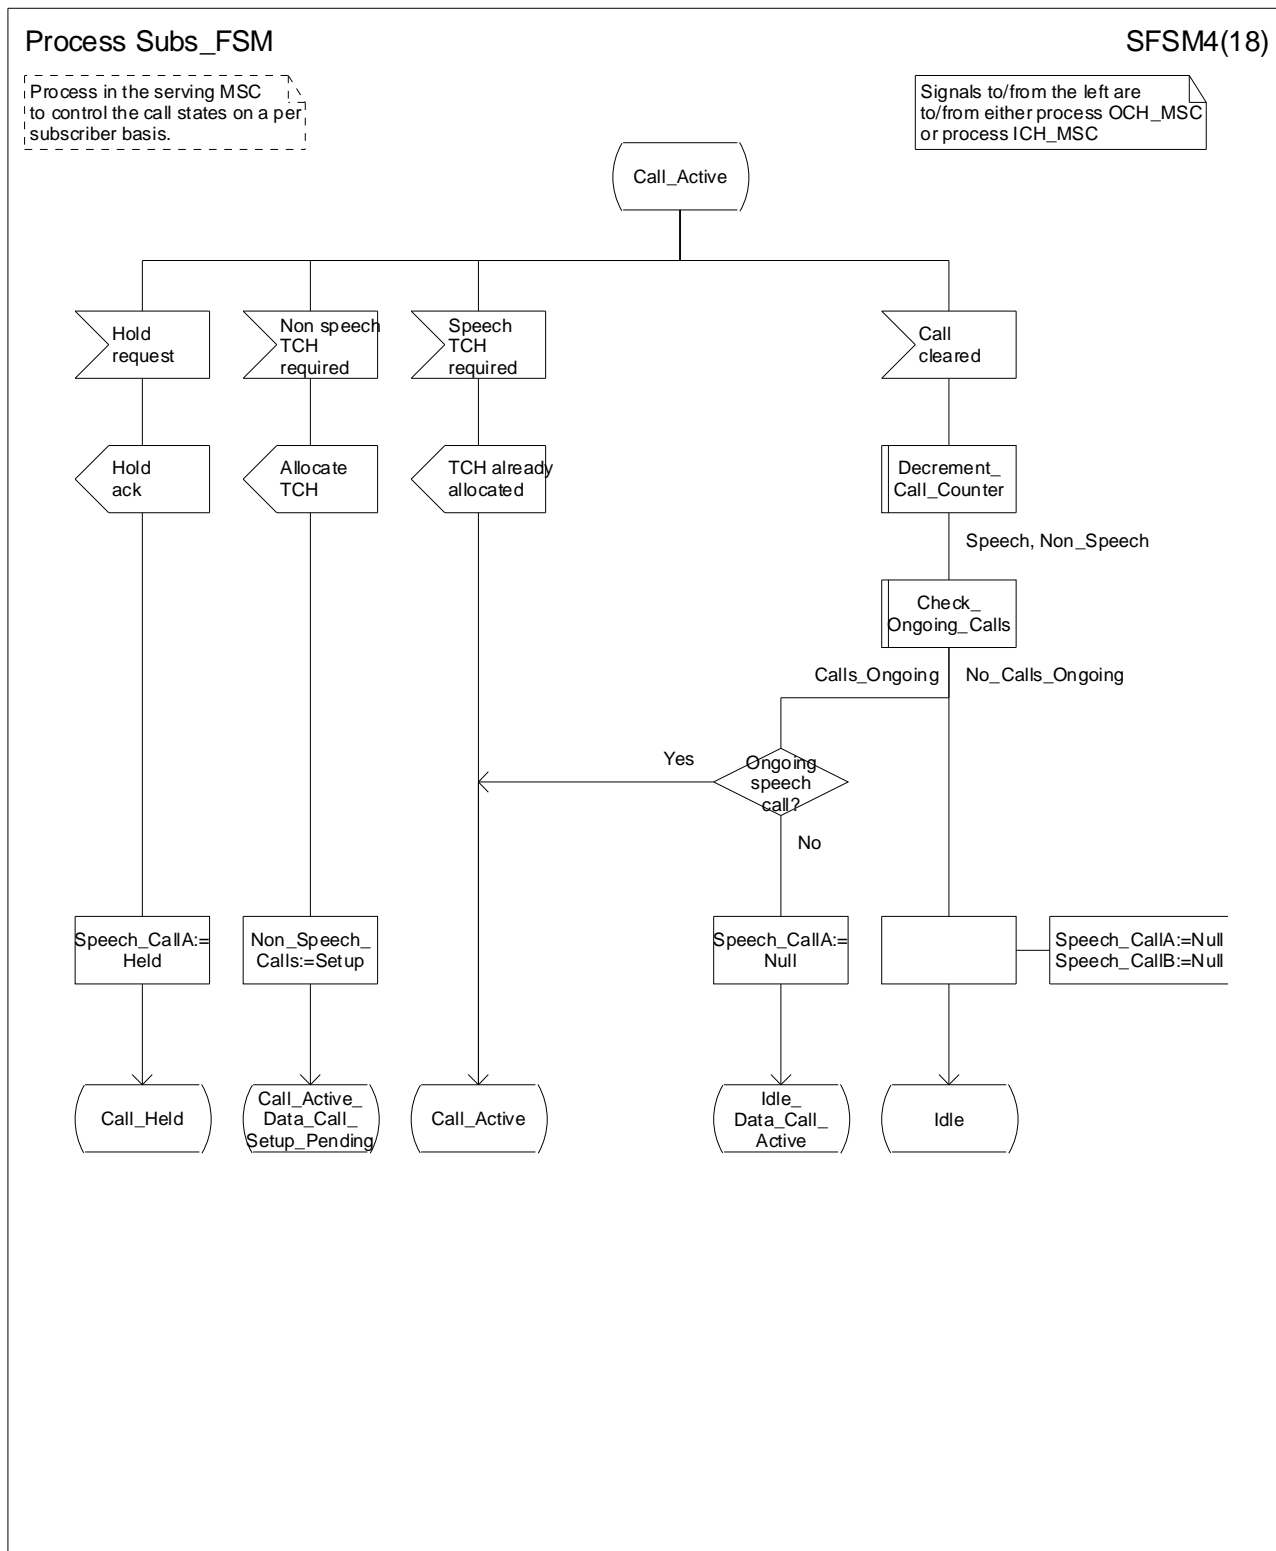 Process Subs_FSM
SFSM4(18)
Process in the serving MSC
to control the call states on a per
subscriber basis.
Signals to/from the left are
to/from either process OCH_MSC
or process ICH_MSC
Call_Active
Hold
request
Non speech
TCH
required
Speech
TCH
required
Call
cleared
Hold
ack
Allocate
TCH
TCH already
allocated
Decrement_
Call_Counter
Speech, Non_Speech
Check_
Ongoing_Calls
Calls_Ongoing
No_Calls_Ongoing
Yes
Ongoing
speech
call?
No
Speech_CallA:=
Held
Non_Speech_
Calls:=Setup
Speech_CallA:=
Null
Speech_CallA:=Null
Speech_CallB:=Null
Call_Held
Call_Active_
Data_Call_
Setup_Pending
Call_Active
Idle_
Data_Call_
Active
Idle